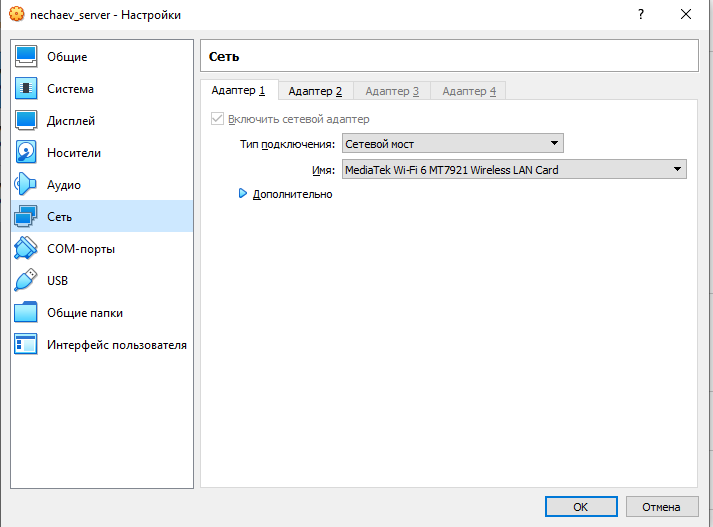 nechaev_server - Настройки
?
Общие
Система
Дисплей
Носители
Аудио
Сеть
COM-порты
USB
Общие папки
Интерфейс пользователя
Сеть
Адаптер 1 Адаптер 2 Адаптер 3 Адаптер 4
Включить сетевой адаптер
Тип подключения: Сетевой мост
Имя: MediaTek Wi-Fi 6 MT7921 Wireless LAN Card
Дополнительно
OK Отмена